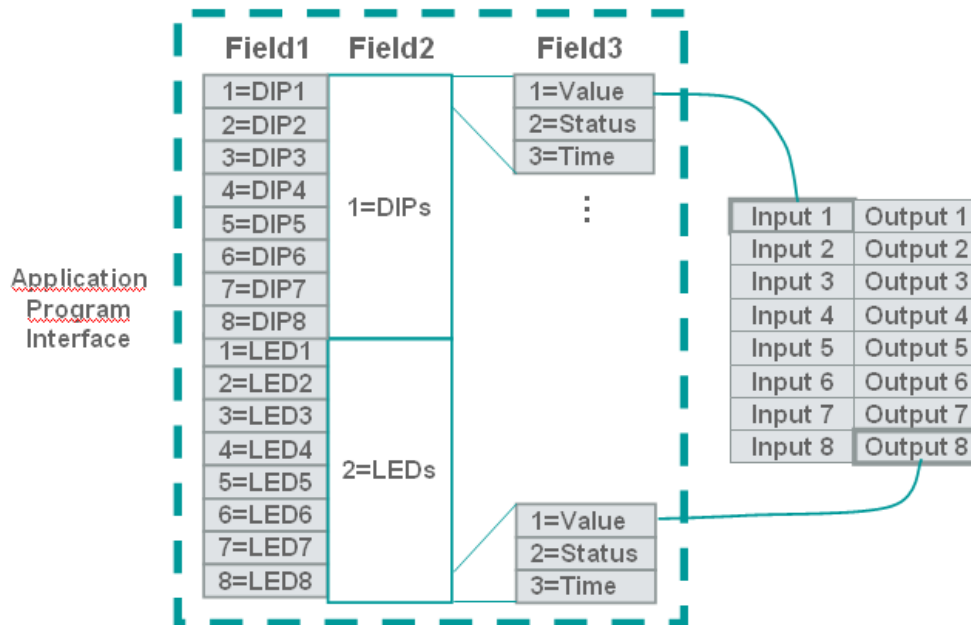 Field1 Field2 Field3
1=DIP1
2=DIP2
3=DIP3
4=DIP4
5=DIP5
6=DIP6
7=DIP7
8=DIP8
1=LED1
2=LED2
3=LED3
4=LED4
5=LED5
6=LED6
7=LED7
8=LED8
1=DIPs
2=LEDs
1=Value
2=Status
3=Time
⋮
1=Value
2=Status
3=Time
Application
Program
Interface
Input 1 Output 1
Input 2 Output 2
Input 3 Output 3
Input 4 Output 4
Input 5 Output 5
Input 6 Output 6
Input 7 Output 7
Input 8 Output 8